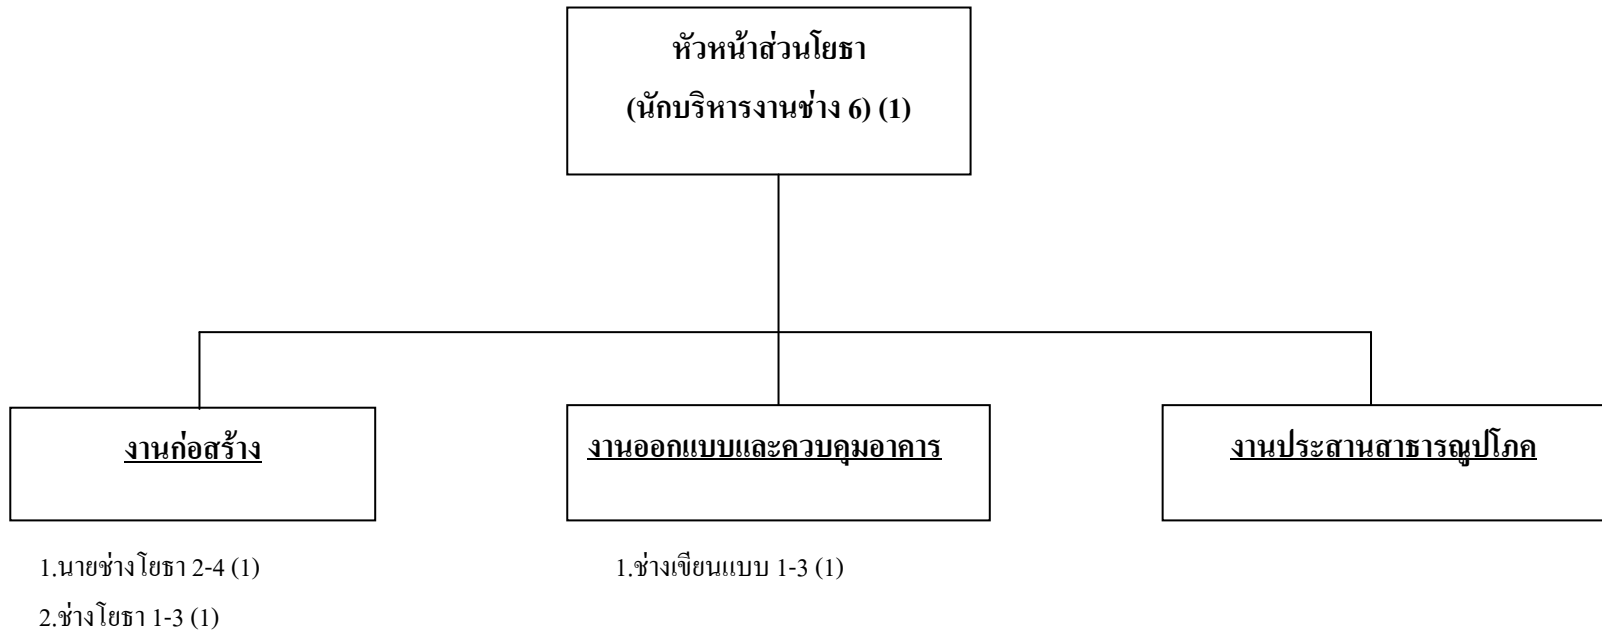 หัวหน้าส่วนโยธา
(นักบริหารงานช่าง 6) (1)
งานก่อสร้าง
งานออกแบบและควบคุมอาคาร
งานประสานสาธารณูปโภค
1.นายช่างโยธา 2-4 (1)
2.ช่างโยธา 1-3 (1)
1.ช่างเขียนแบบ 1-3 (1)